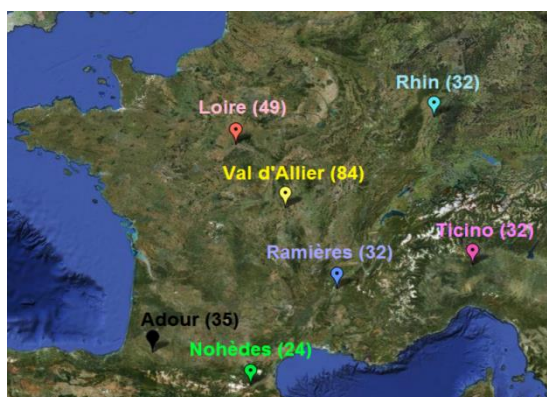 Rhin (32)
Loire (49)
Val d'Allier (84)
Ticino (32)
Ramières (32)
Adour (35)
Nohèdes (24)